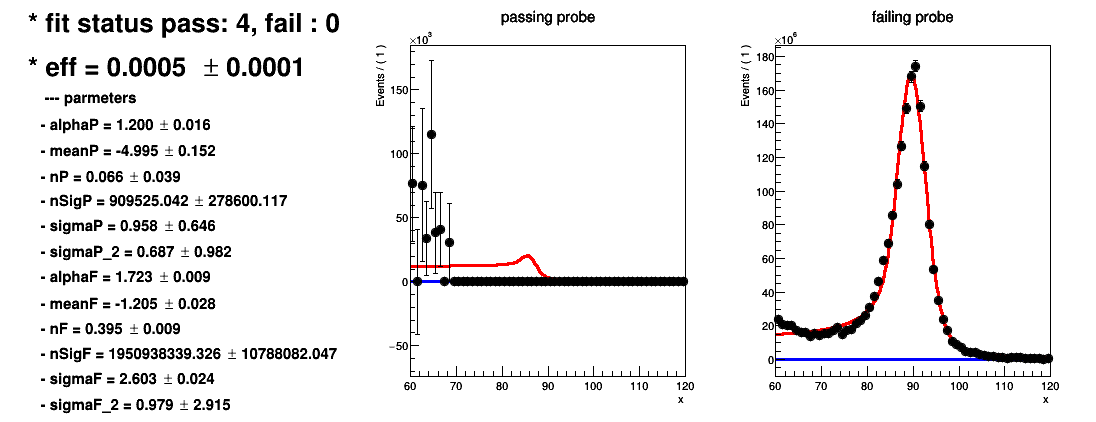 * fit status pass: 4, fail : 0
* eff = 0.0005 ± 0.0001
--- parmeters
- alphaP = 1.200 ± 0.016
- meanP = -4.995 ± 0.152
- nP = 0.066 ± 0.039
- nSigP = 909525.042 ± 278600.117
- sigmaP = 0.958 ± 0.646
- sigmaP_2 = 0.687 ± 0.982
- alphaF = 1.723 ± 0.009
- meanF = -1.205 ± 0.028
- nF = 0.395 ± 0.009
- nSigF = 1950938339.326 ± 10788082.047
- sigmaF = 2.603 ± 0.024
- sigmaF_2 = 0.979 ± 2.915
passing probe
×10³
Events / ( 1 )
150
100
50
0
−50
60 70 80 90 100 110 120
x
failing probe
×10⁶
Events / ( 1 )
180
160
140
120
100
80
60
40
20
0
60 70 80 90 100 110 120
x